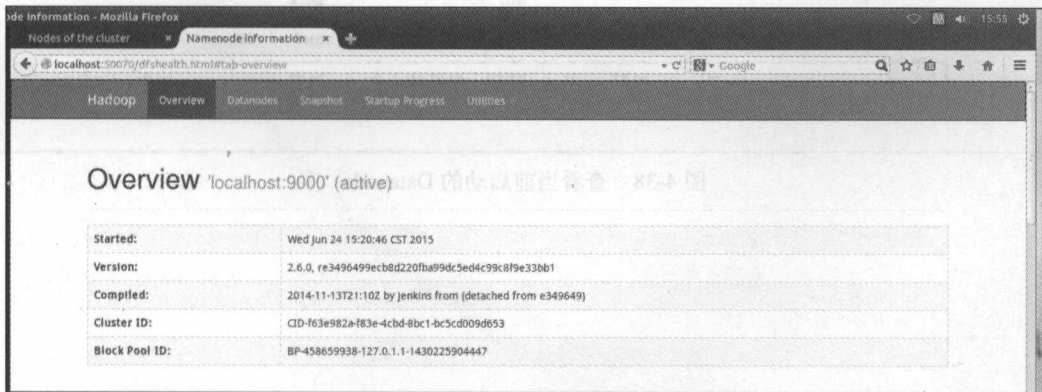 ode Information - Mozilla Firefox
15:55
Nodes of the cluster × Namenode information ×
localhost:50070/dfshealth.html#tab-overview
Google
Hadoop Overview Datanodes Snapshot Startup Progress Utilities
Overview 'localhost:9000' (active)
Started: Wed Jun 24 15:20:46 CST 2015
Version: 2.6.0, re3496499ecb8d220fba99dc5ed4c99c8f9e33bb1
Compiled: 2014-11-13T21:10Z by jenkins from (detached from e349649)
Cluster ID: CID-f63e982a-f83e-4cbd-8bc1-bc5cd009d653
Block Pool ID: BP-458659938-127.0.1.1-1430225904447